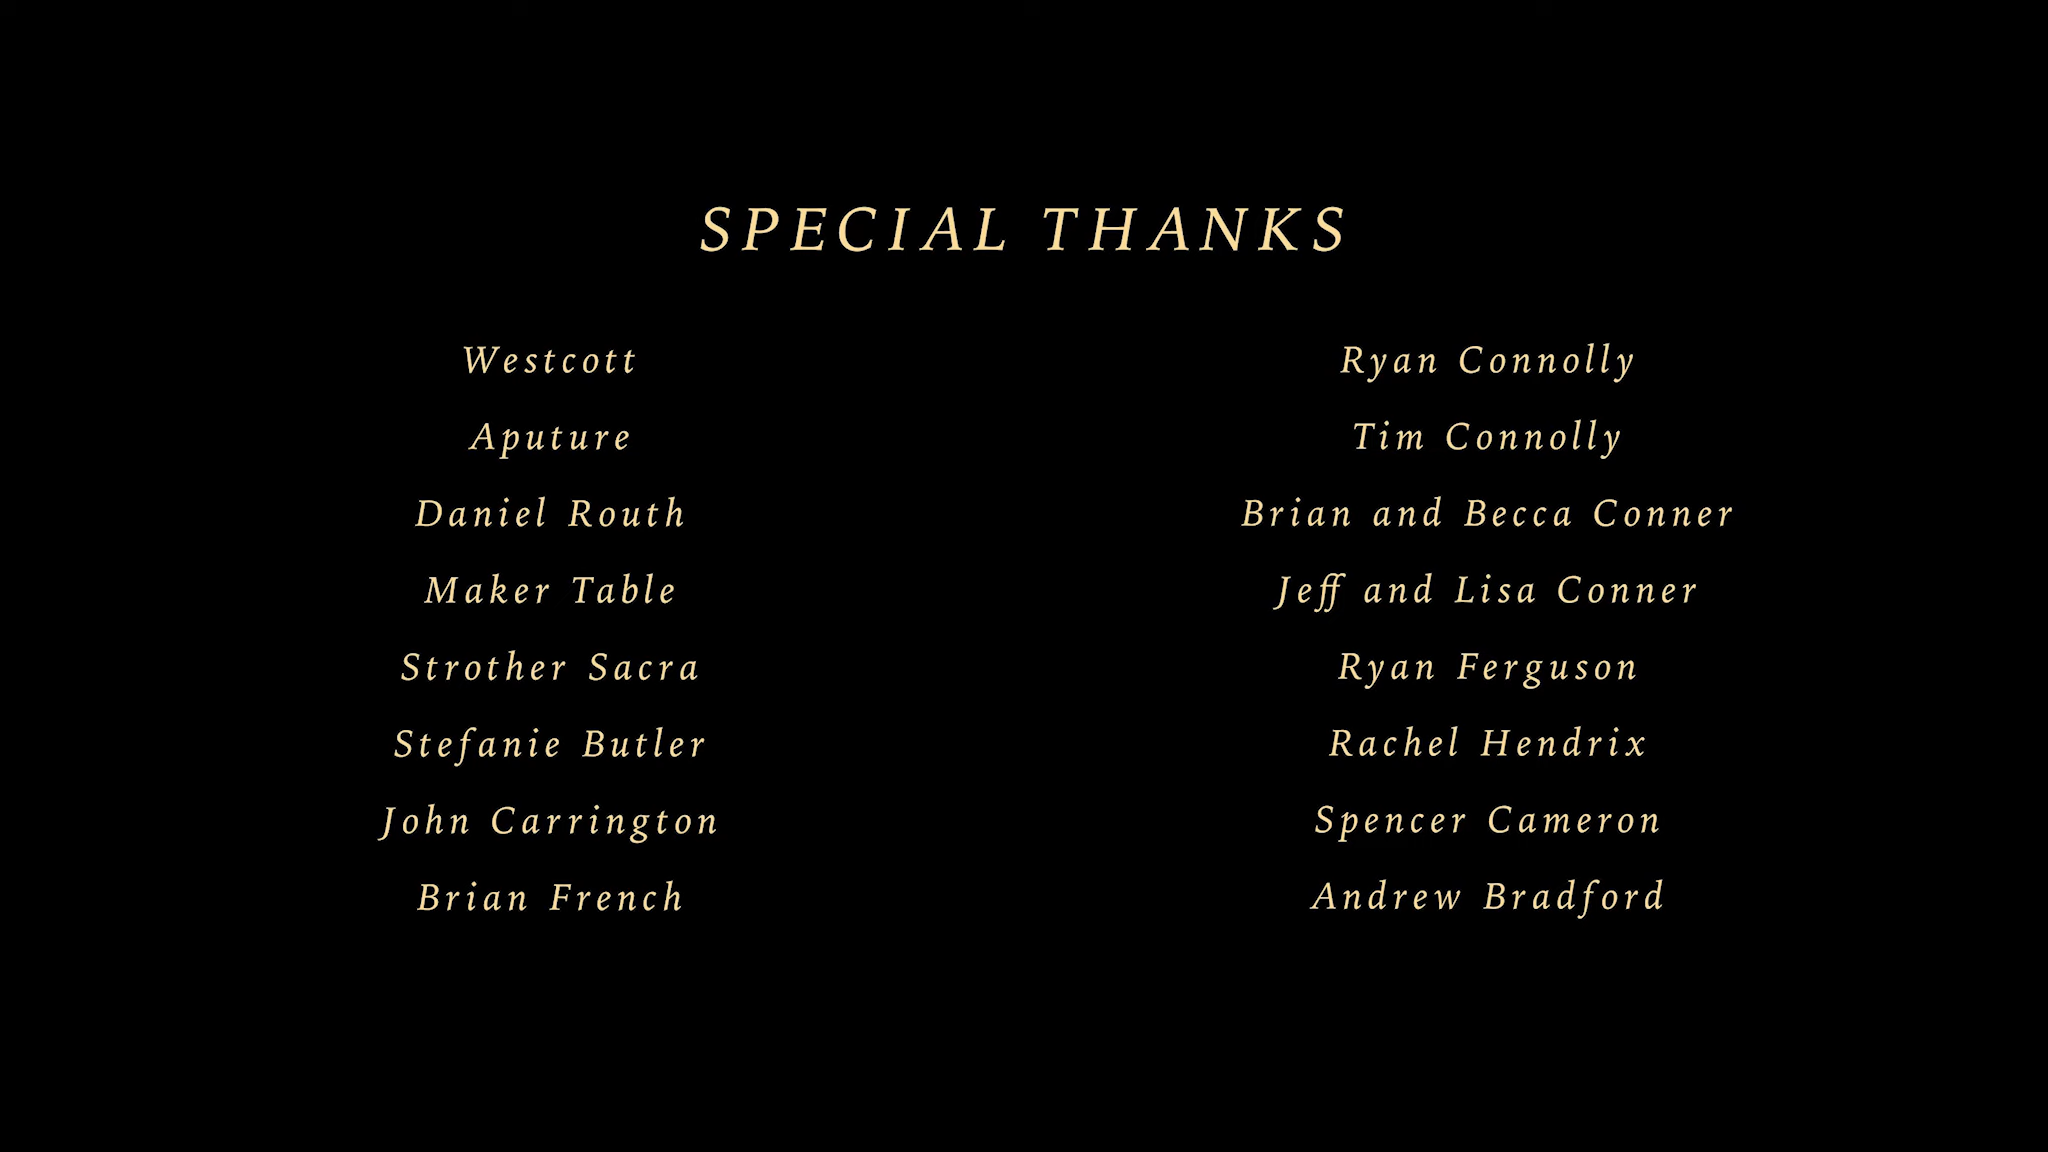 SPECIAL THANKS
Westcott
Aputure
Daniel Routh
Maker Table
Strother Sacra
Stefanie Butler
John Carrington
Brian French
Ryan Connolly
Tim Connolly
Brian and Becca Conner
Jeff and Lisa Conner
Ryan Ferguson
Rachel Hendrix
Spencer Cameron
Andrew Bradford